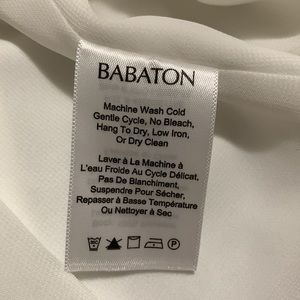 BABATON
Machine Wash Cold
Gentle Cycle, No Bleach,
Hang To Dry, Low Iron,
Or Dry Clean
Laver à La Machine à
L'eau Froide Au Cycle Délicat,
Pas De Blanchiment,
Suspendre Pour Sécher,
Repasser à Basse Température
Ou Nettoyer à Sec